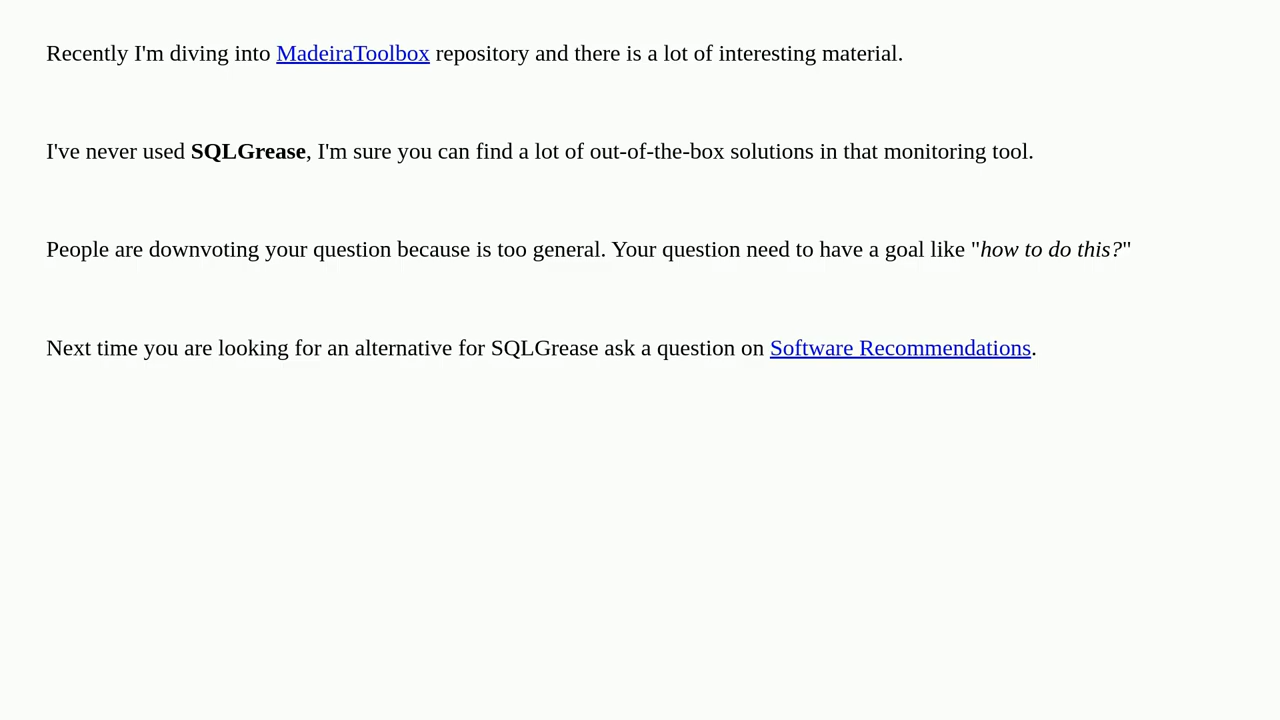 Recently I'm diving into MadeiraToolbox repository and there is a lot of interesting material.
I've never used SQLGrease, I'm sure you can find a lot of out-of-the-box solutions in that monitoring tool.
People are downvoting your question because is too general. Your question need to have a goal like "how to do this?"
Next time you are looking for an alternative for SQLGrease ask a question on Software Recommendations.